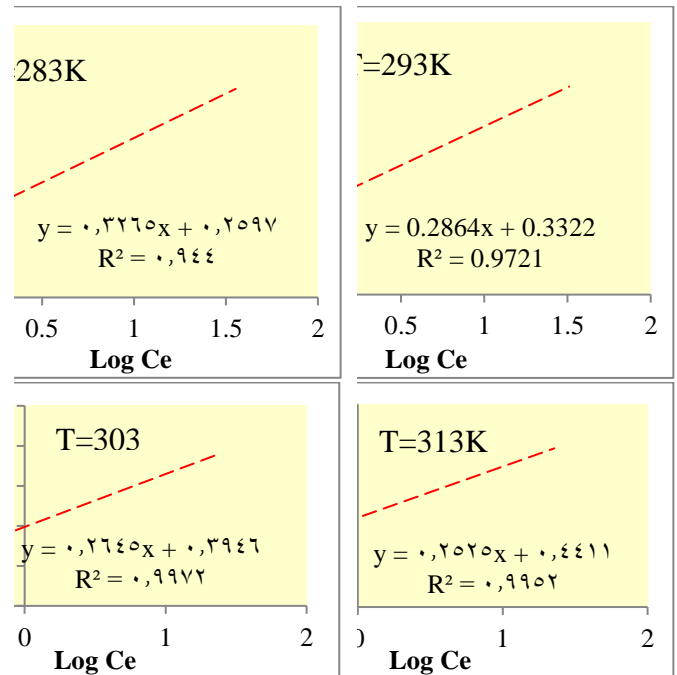 =283K
y = ٠,٣٢٦٥x + ٠,٢٥٩٧
R² = ٠,٩٤٤
0.5 1 1.5 2
Log Ce
T=293K
y = 0.2864x + 0.3322
R² = 0.9721
0.5 1 1.5 2
Log Ce
T=303
y = ٠,٢٦٤٥x + ٠,٣٩٤٦
R² = ٠,٩٩٧٢
0 1 2
Log Ce
T=313K
y = ٠,٢٥٢٥x + ٠,٤٤١١
R² = ٠,٩٩٥٢
0 1 2
Log Ce